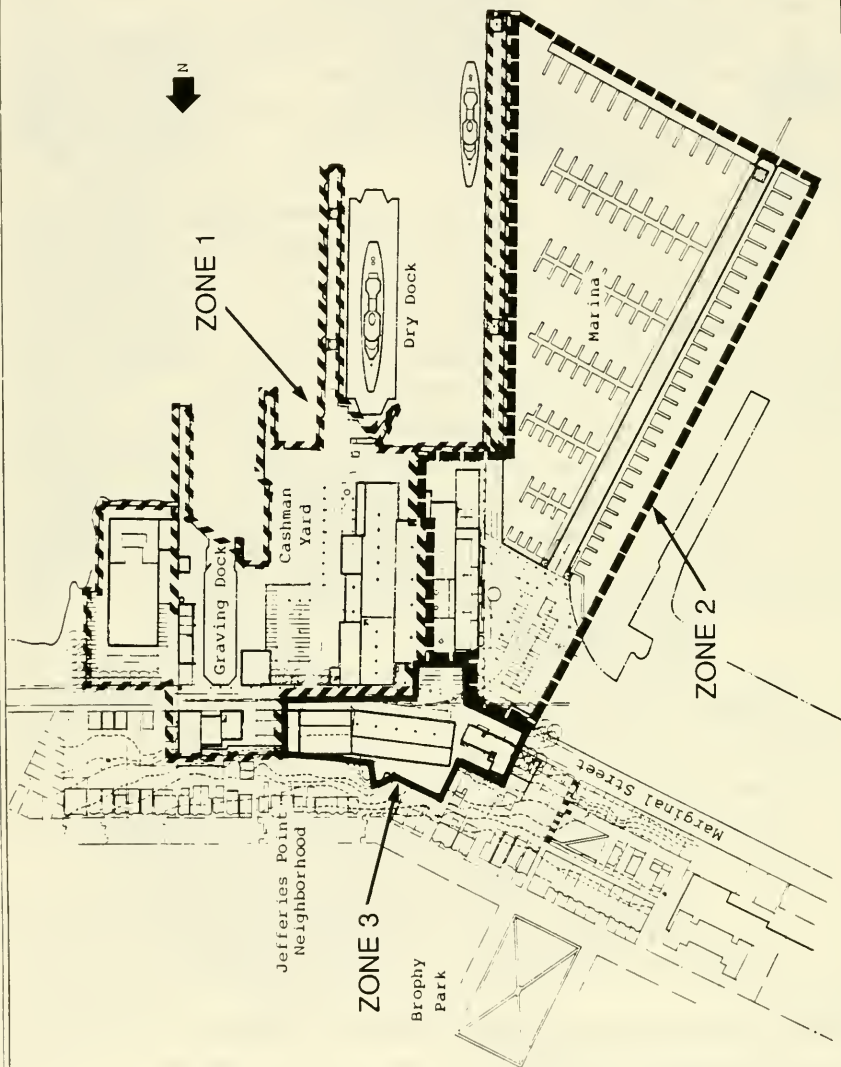 N
ZONE 1
Dry Dock
Marina
Cashman
Yard
Graving Dock
ZONE 2
Marginal Street
Jefferies Point
Neighborhood
ZONE 3
Brophy
Park